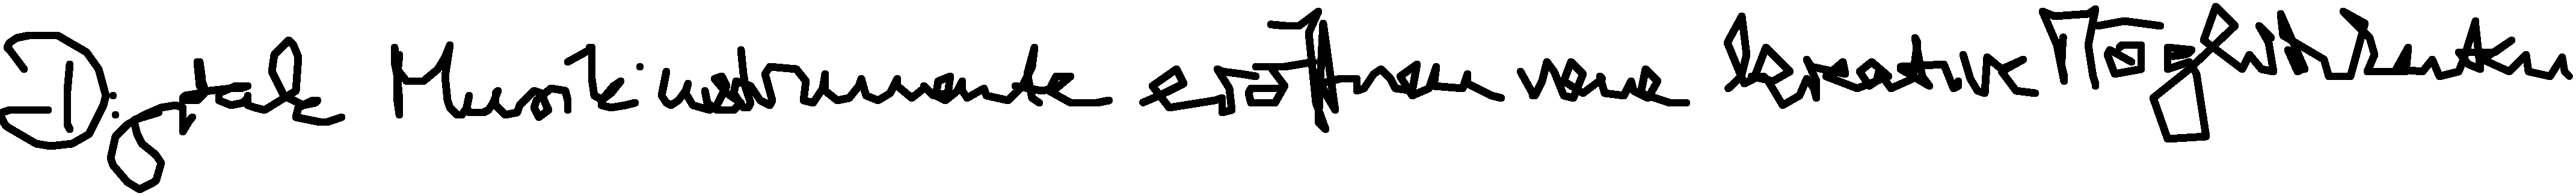 Digitale Musikinstrumente eröffnen neue kreative Möglichkeiten